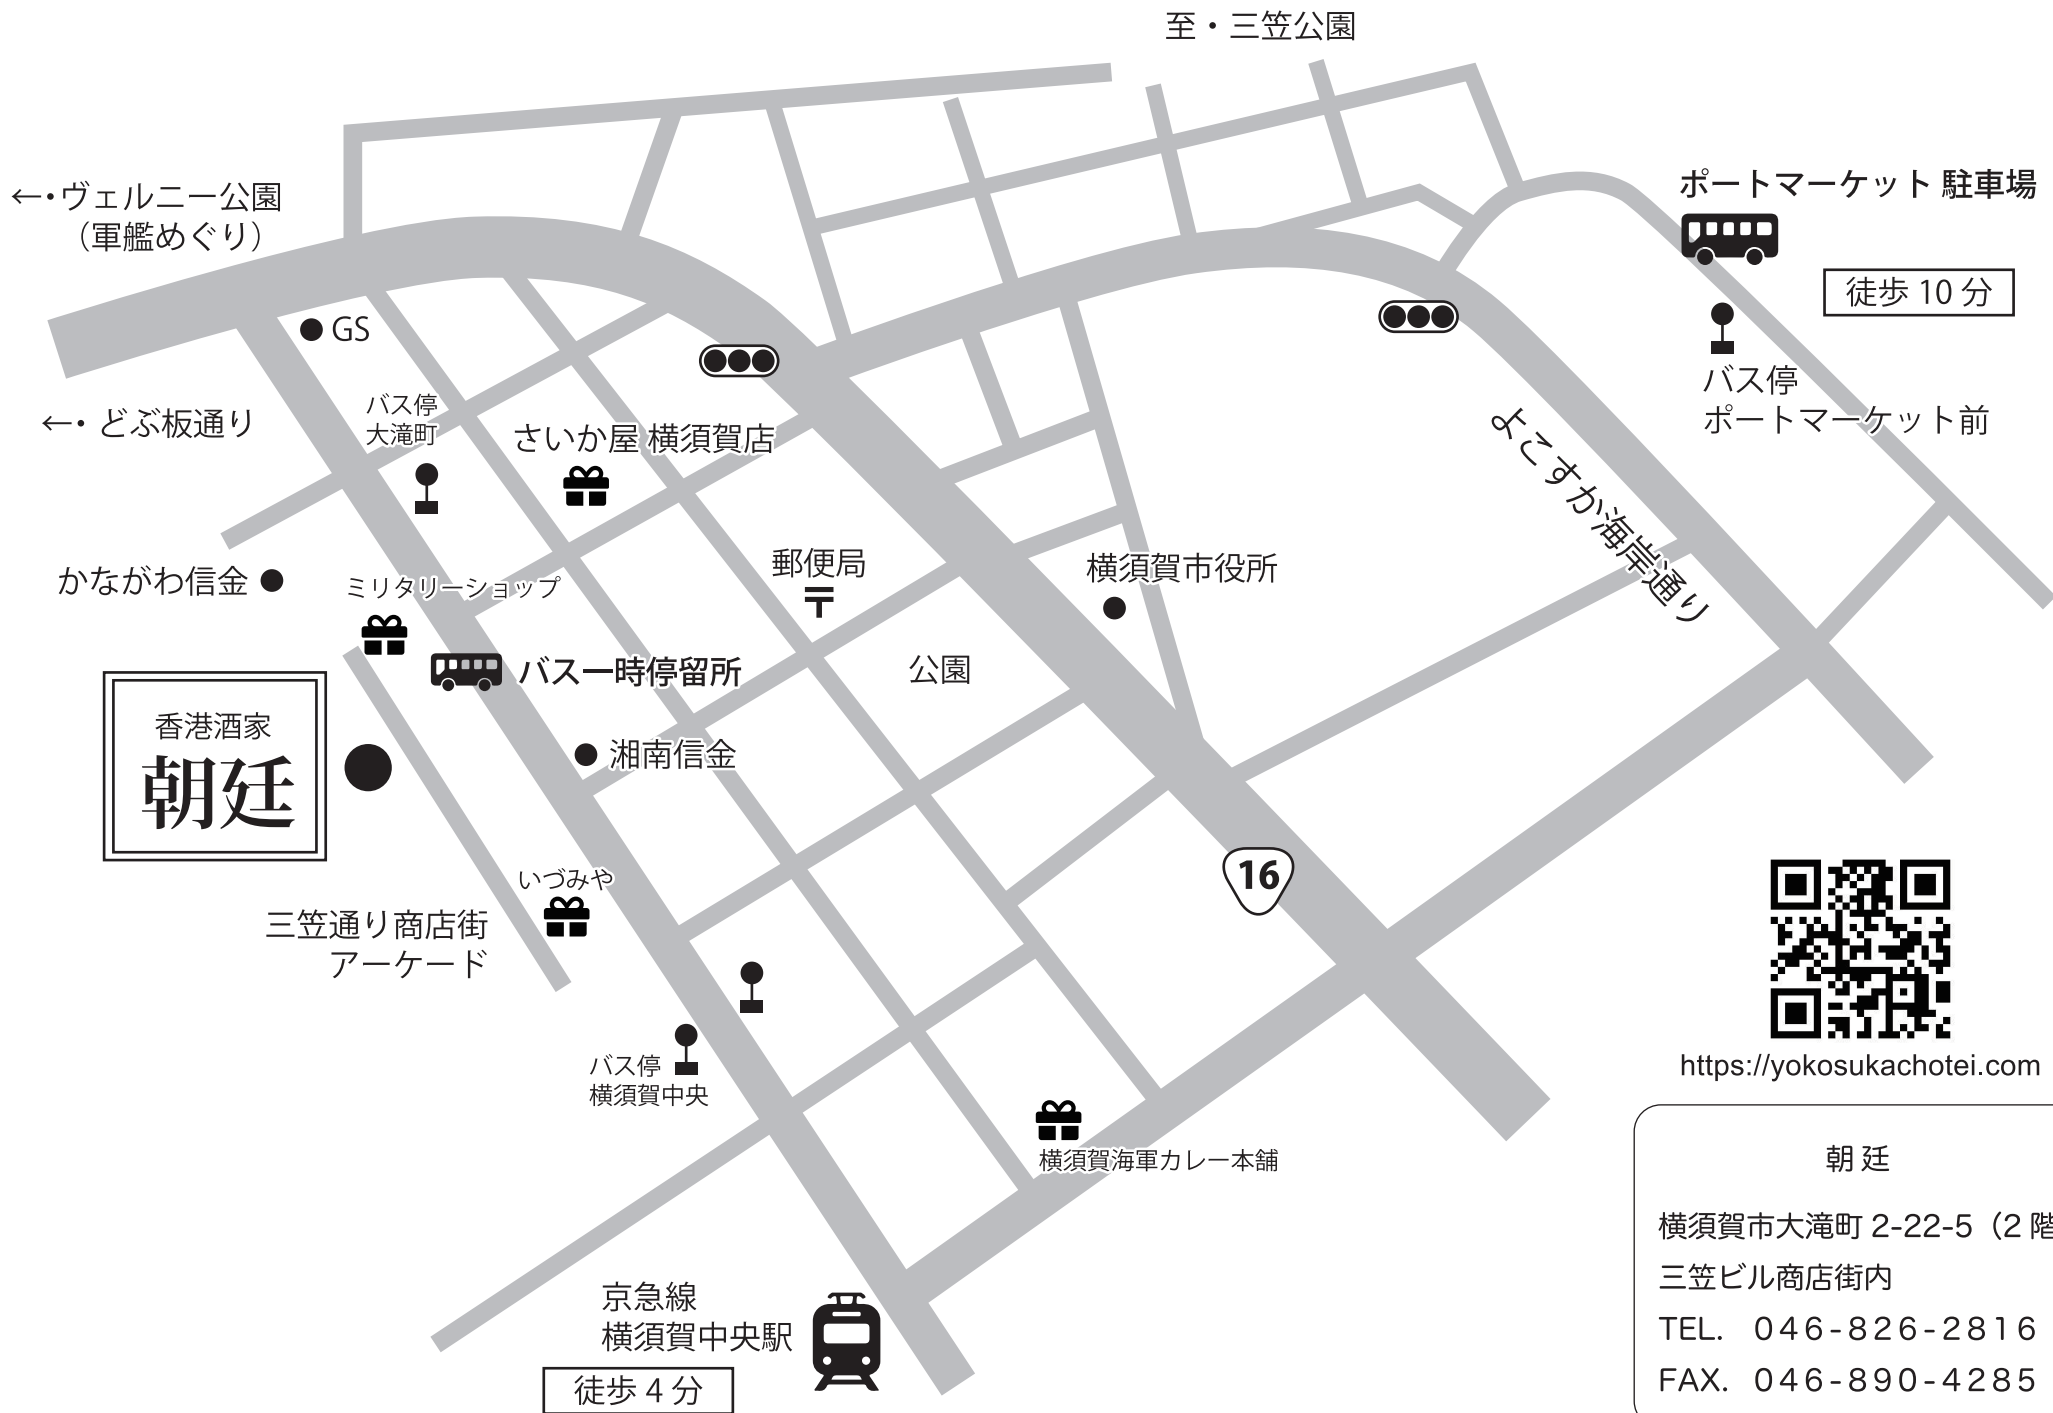 至・三笠公園
←・ヴェルニー公園
（軍艦めぐり）
ポートマーケット 駐車場
徒歩 10 分
GS
バス停
ポートマーケット前
←・どぶ板通り
バス停
大滝町
さいか屋 横須賀店
よこすか海岸通り
かながわ信金
ミリタリーショップ
郵便局
〒
横須賀市役所
バス一時停留所
公園
香港酒家
朝廷
湘南信金
いづみや
三笠通り商店街
アーケード
16
バス停
横須賀中央
横須賀海軍カレー本舗
https://yokosukachotei.com
京急線
横須賀中央駅
徒歩 4 分
朝 廷
横須賀市大滝町 2-22-5（2 階
三笠ビル商店街内
TEL. 046-826-2816
FAX. 046-890-4285